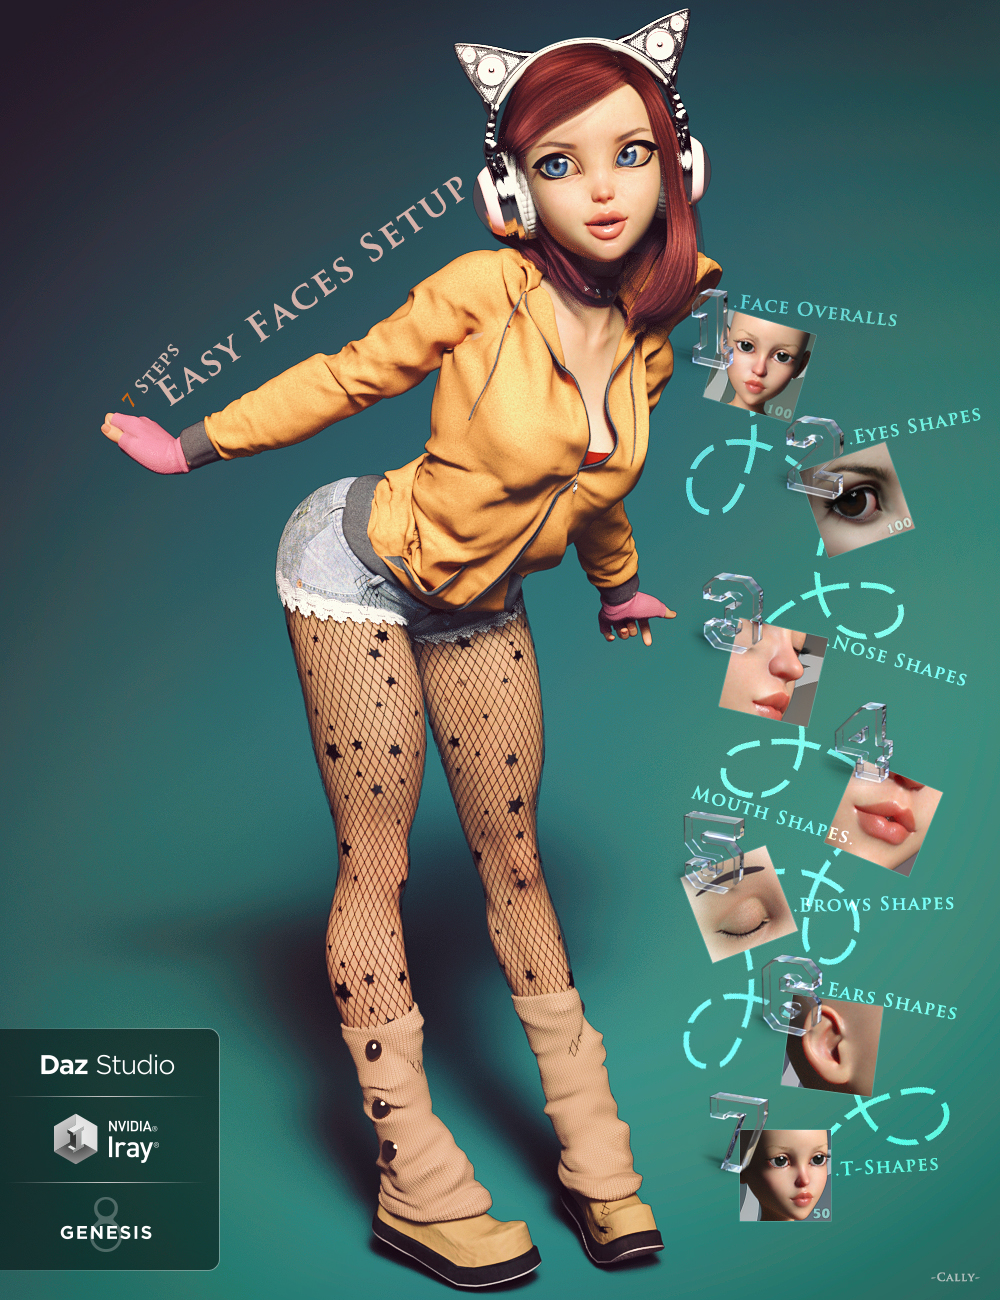 7 Steps
Easy Faces Setup
1
.Face Overalls
100
2
.Eyes Shapes
100
3
.Nose Shapes
4
Mouth Shapes.
5
.Brows Shapes
6
.Ears Shapes
7
.T-Shapes
50
Daz Studio
NVIDIA®
Iray®
8
GENESIS
-Cally-